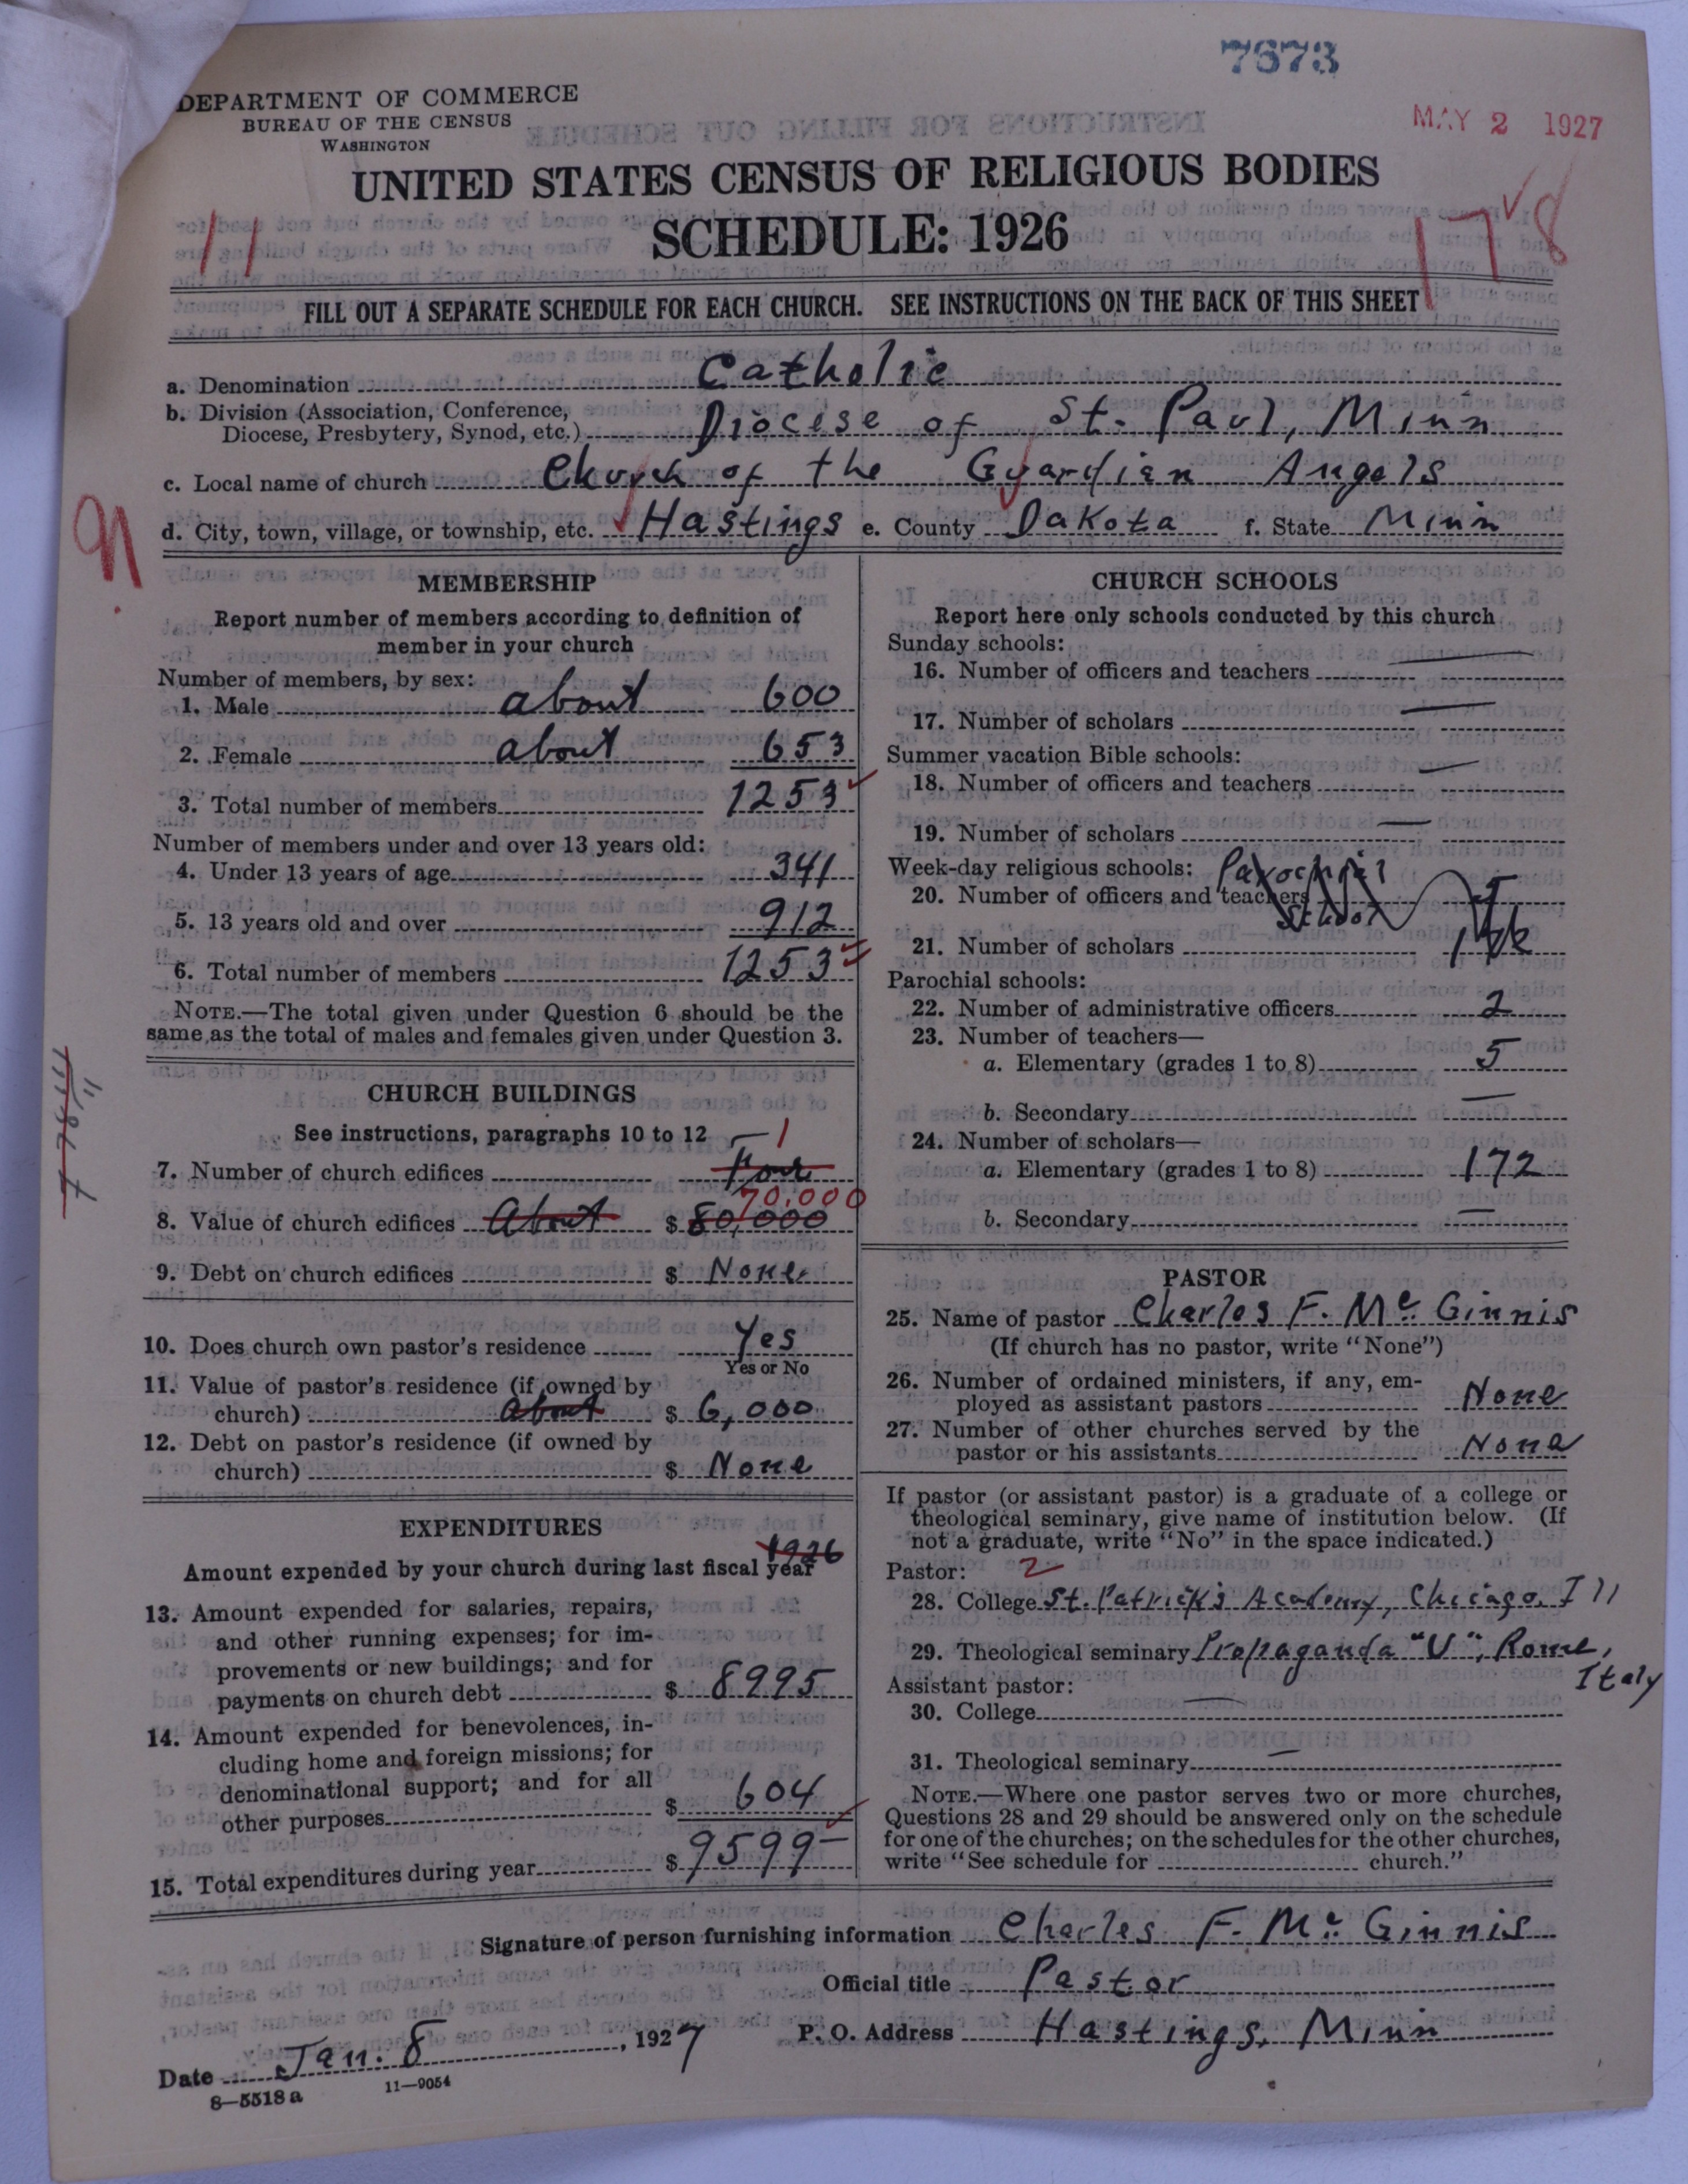 7673
DEPARTMENT OF COMMERCE
BUREAU OF THE CENSUS
WASHINGTON
MAY 2 1927
UNITED STATES CENSUS OF RELIGIOUS BODIES
SCHEDULE: 1926
11
178
FILL OUT A SEPARATE SCHEDULE FOR EACH CHURCH. SEE INSTRUCTIONS ON THE BACK OF THIS SHEET
a. Denomination Catholic
b. Division (Association, Conference, Diocese, Presbytery, Synod, etc.) Diocese of St. Paul, Minn
c. Local name of church Church of the Guardian Angels
d. City, town, village, or township, etc. Hastings e. County Dakota f. State Minn
MEMBERSHIP
Report number of members according to definition of
member in your church
Number of members, by sex:
1. Male about 600
2. Female about 653
3. Total number of members 1253
Number of members under and over 13 years old:
4. Under 13 years of age 341
5. 13 years old and over 912
6. Total number of members 1253
NOTE.—The total given under Question 6 should be the
same as the total of males and females given under Question 3.
CHURCH BUILDINGS
See instructions, paragraphs 10 to 12
7. Number of church edifices 1
70,000
8. Value of church edifices About $ 80,000
9. Debt on church edifices $ None
10. Does church own pastor's residence Yes
Yes or No
11. Value of pastor's residence (if owned by
church) About $ 6,000
12. Debt on pastor's residence (if owned by
church) $ None
EXPENDITURES
1926
Amount expended by your church during last fiscal year
13. Amount expended for salaries, repairs,
and other running expenses; for im-
provements or new buildings; and for
payments on church debt $ 8995
14. Amount expended for benevolences, in-
cluding home and foreign missions; for
denominational support; and for all
other purposes $ 604
15. Total expenditures during year $ 9599
CHURCH SCHOOLS
Report here only schools conducted by this church
Sunday schools:
16. Number of officers and teachers —
17. Number of scholars —
Summer vacation Bible schools:
18. Number of officers and teachers —
19. Number of scholars —
Week-day religious schools: Parochial
20. Number of officers and teachers School 5
21. Number of scholars
Parochial schools:
22. Number of administrative officers 2
23. Number of teachers—
a. Elementary (grades 1 to 8) 5
b. Secondary —
24. Number of scholars—
a. Elementary (grades 1 to 8) 172
b. Secondary —
PASTOR
25. Name of pastor Charles F. McGinnis
(If church has no pastor, write "None")
26. Number of ordained ministers, if any, em-
ployed as assistant pastors None
27. Number of other churches served by the
pastor or his assistants None
If pastor (or assistant pastor) is a graduate of a college or
theological seminary, give name of institution below. (If
not a graduate, write "No" in the space indicated.)
Pastor: 2
28. College St. Patrick's Academy, Chicago, Ill
29. Theological seminary Propaganda "U", Rome,
Italy
Assistant pastor:
30. College —
31. Theological seminary —
NOTE.—Where one pastor serves two or more churches,
Questions 28 and 29 should be answered only on the schedule
for one of the churches; on the schedules for the other churches,
write "See schedule for church."
Signature of person furnishing information Charles F. McGinnis
Official title Pastor
Date Jan. 8, 1927 P. O. Address Hastings, Minn
8—5518a 11—9054